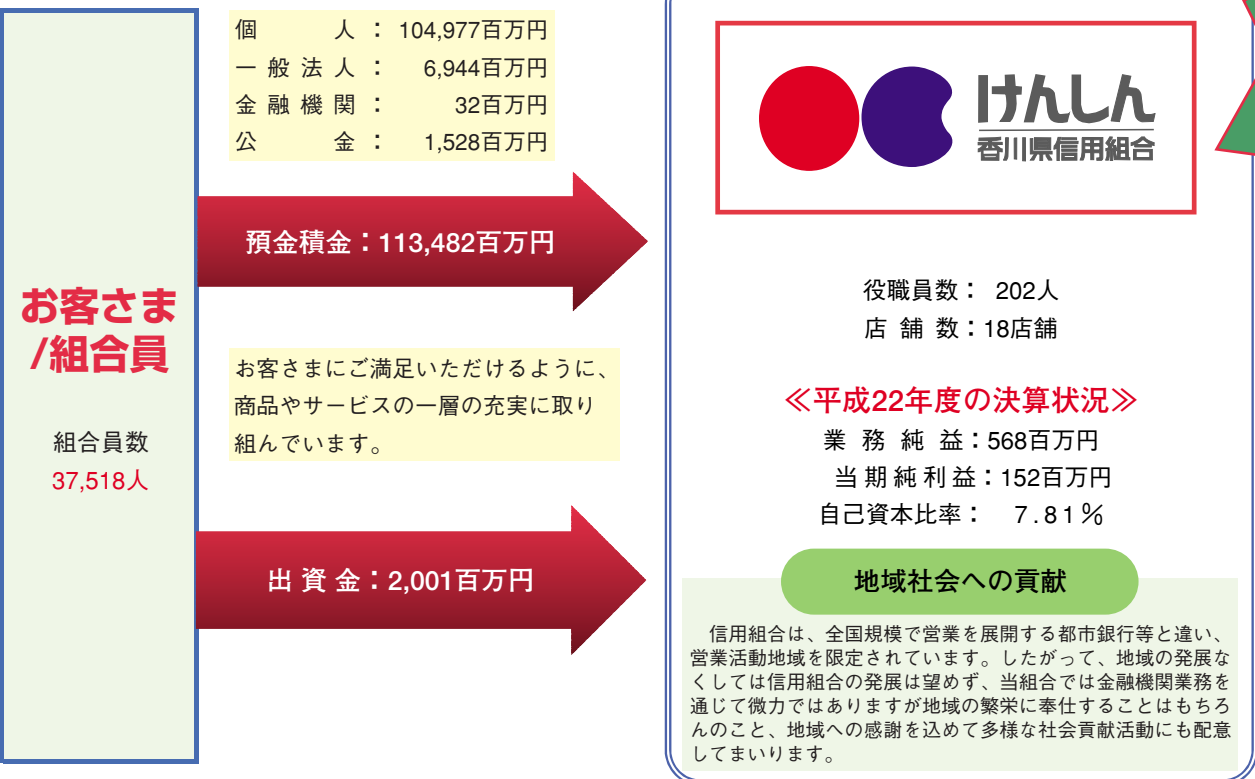 お客さま
/組合員
組合員数
37,518人
個人：104,977百万円
一般法人：6,944百万円
金融機関：32百万円
公金：1,528百万円
預金積金：113,482百万円
お客さまにご満足いただけるように、
商品やサービスの一層の充実に取り
組んでいます。
出資金：2,001百万円
けんしん
香川県信用組合
役職員数：202人
店舗数：18店舗
≪平成22年度の決算状況≫
業務純益：568百万円
当期純利益：152百万円
自己資本比率：7.81％
地域社会への貢献
信用組合は、全国規模で営業を展開する都市銀行等と違い、
営業活動地域を限定されています。したがって、地域の発展な
くしては信用組合の発展は望めず、当組合では金融機関業務を
通じて微力ではありますが地域の繁栄に奉仕することはもちろ
んのこと、地域への感謝を込めて多様な社会貢献活動にも配意
してまいります。